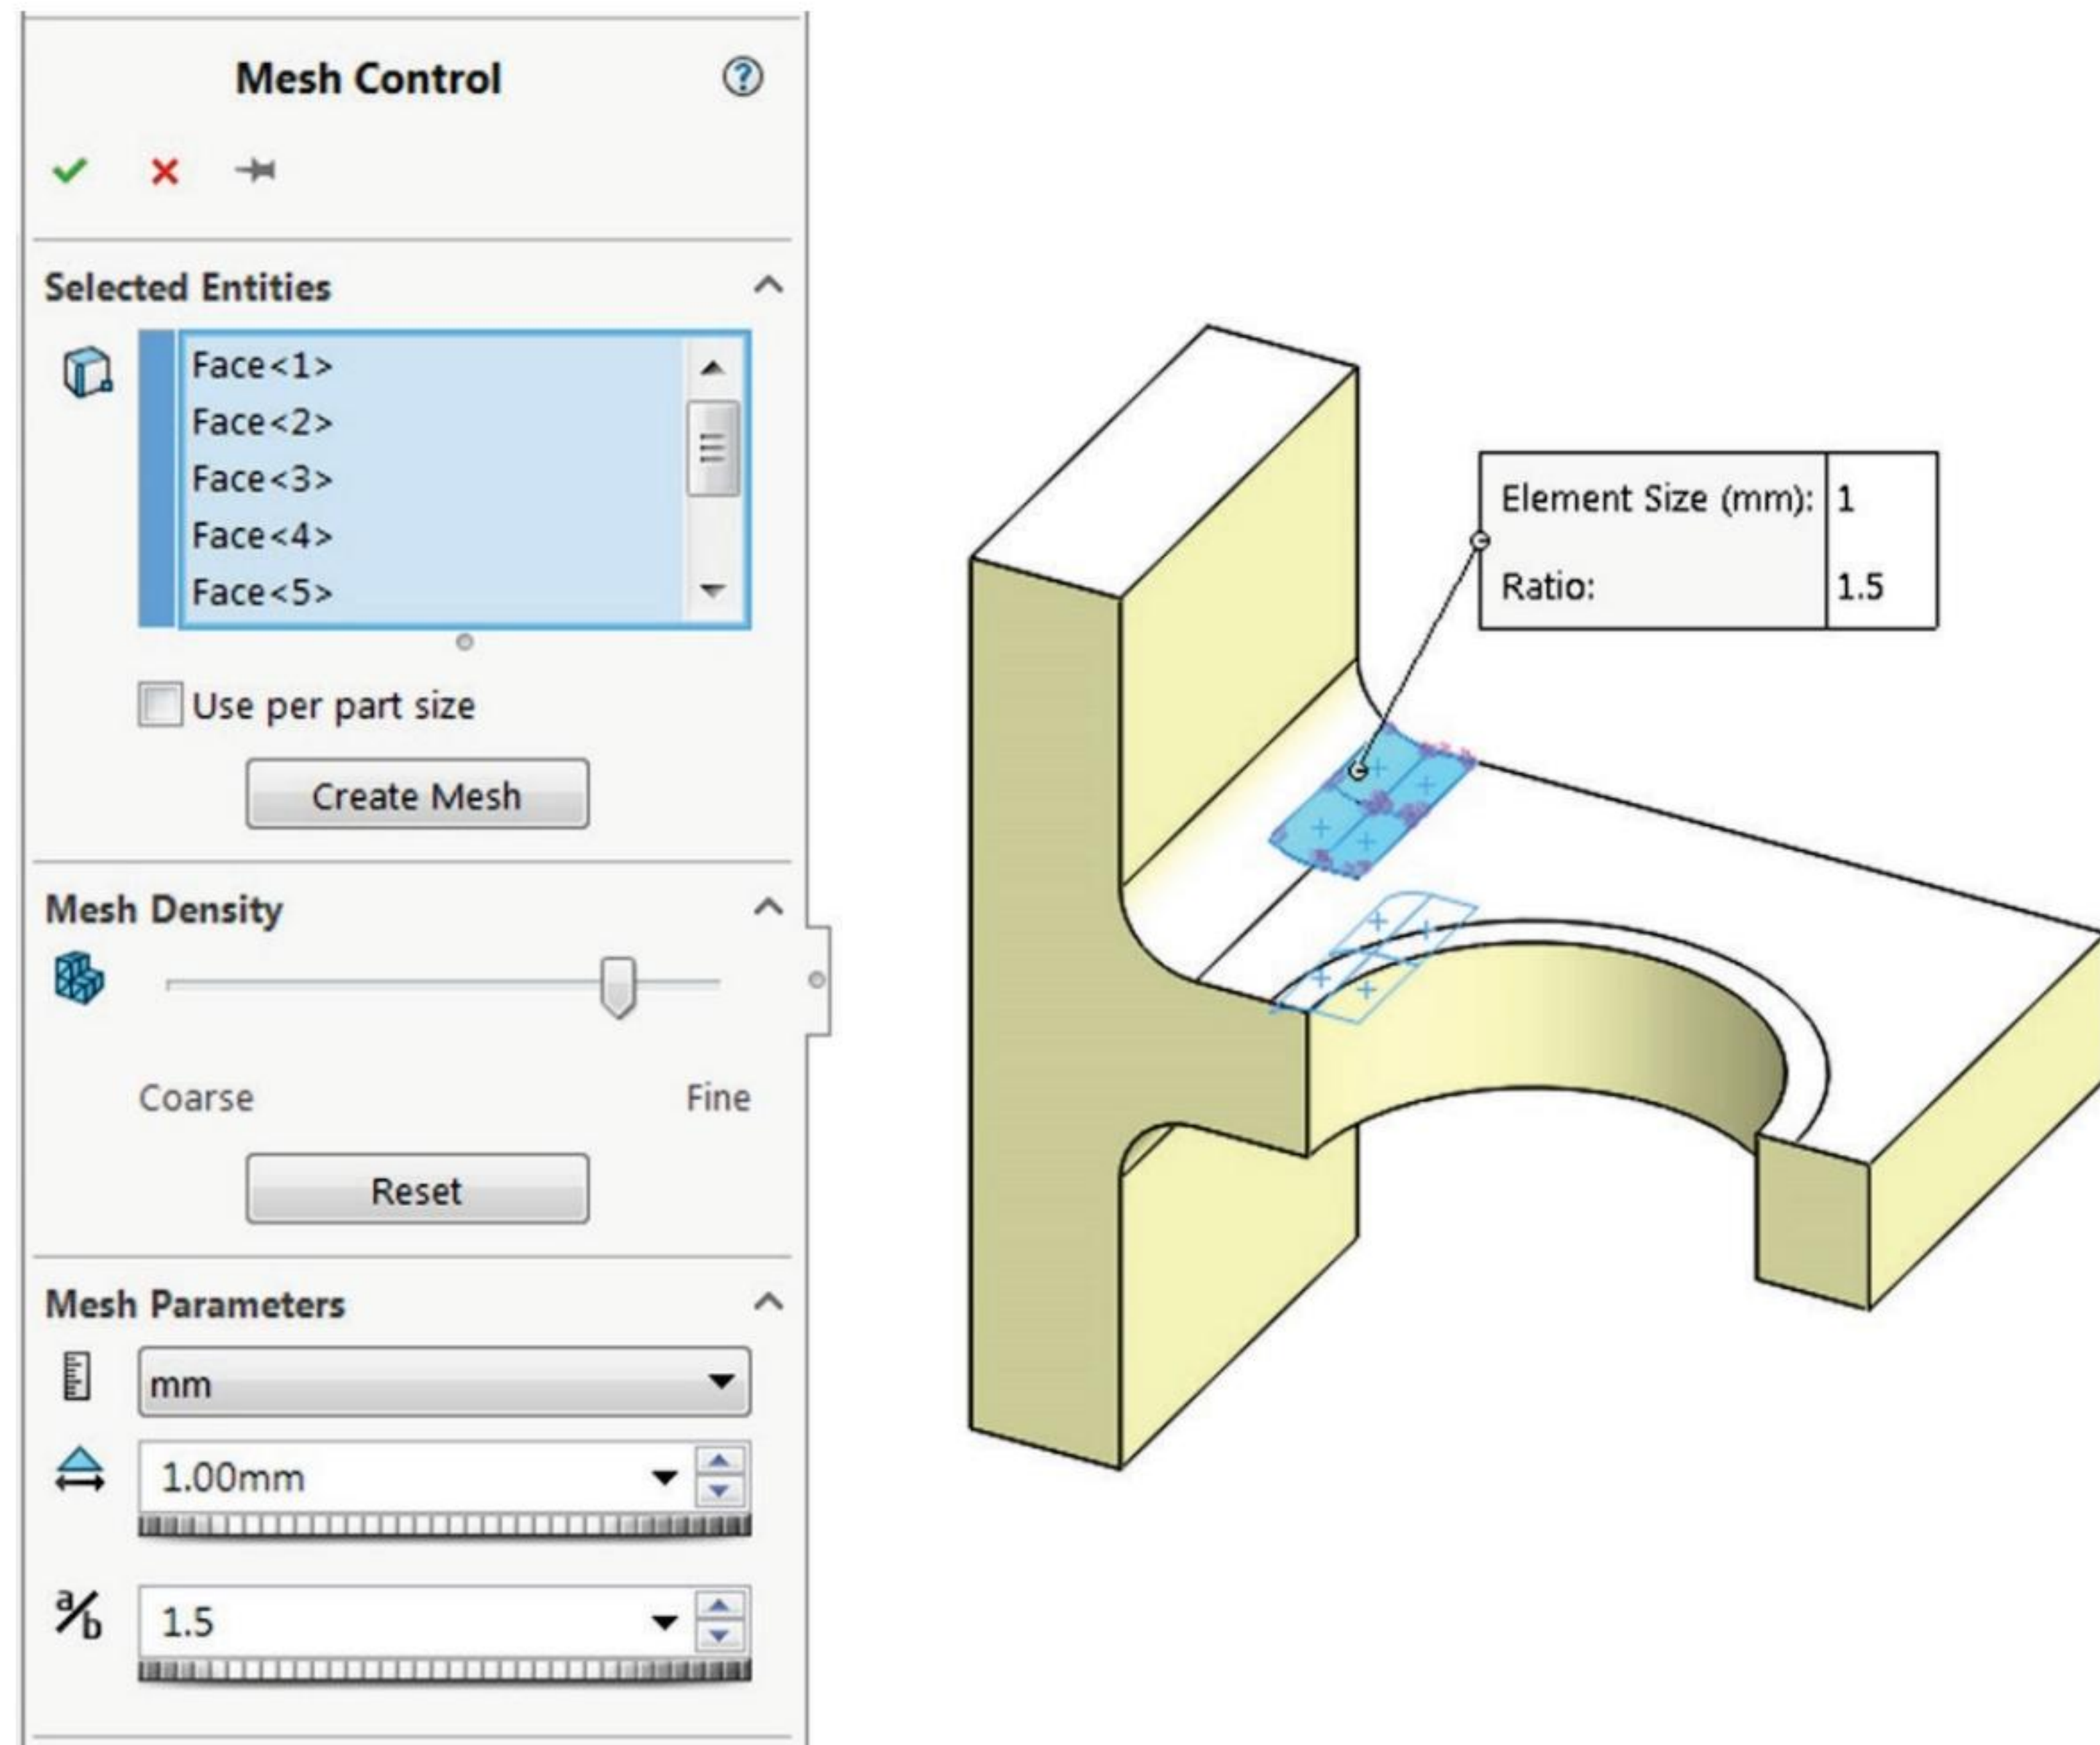 Mesh Control
?
Selected Entities
Face<1>
Face<2>
Face<3>
Face<4>
Face<5>
Use per part size
Create Mesh
Mesh Density
Coarse Fine
Reset
Mesh Parameters
mm
1.00mm
a/b 1.5
Element Size (mm): 1
Ratio: 1.5